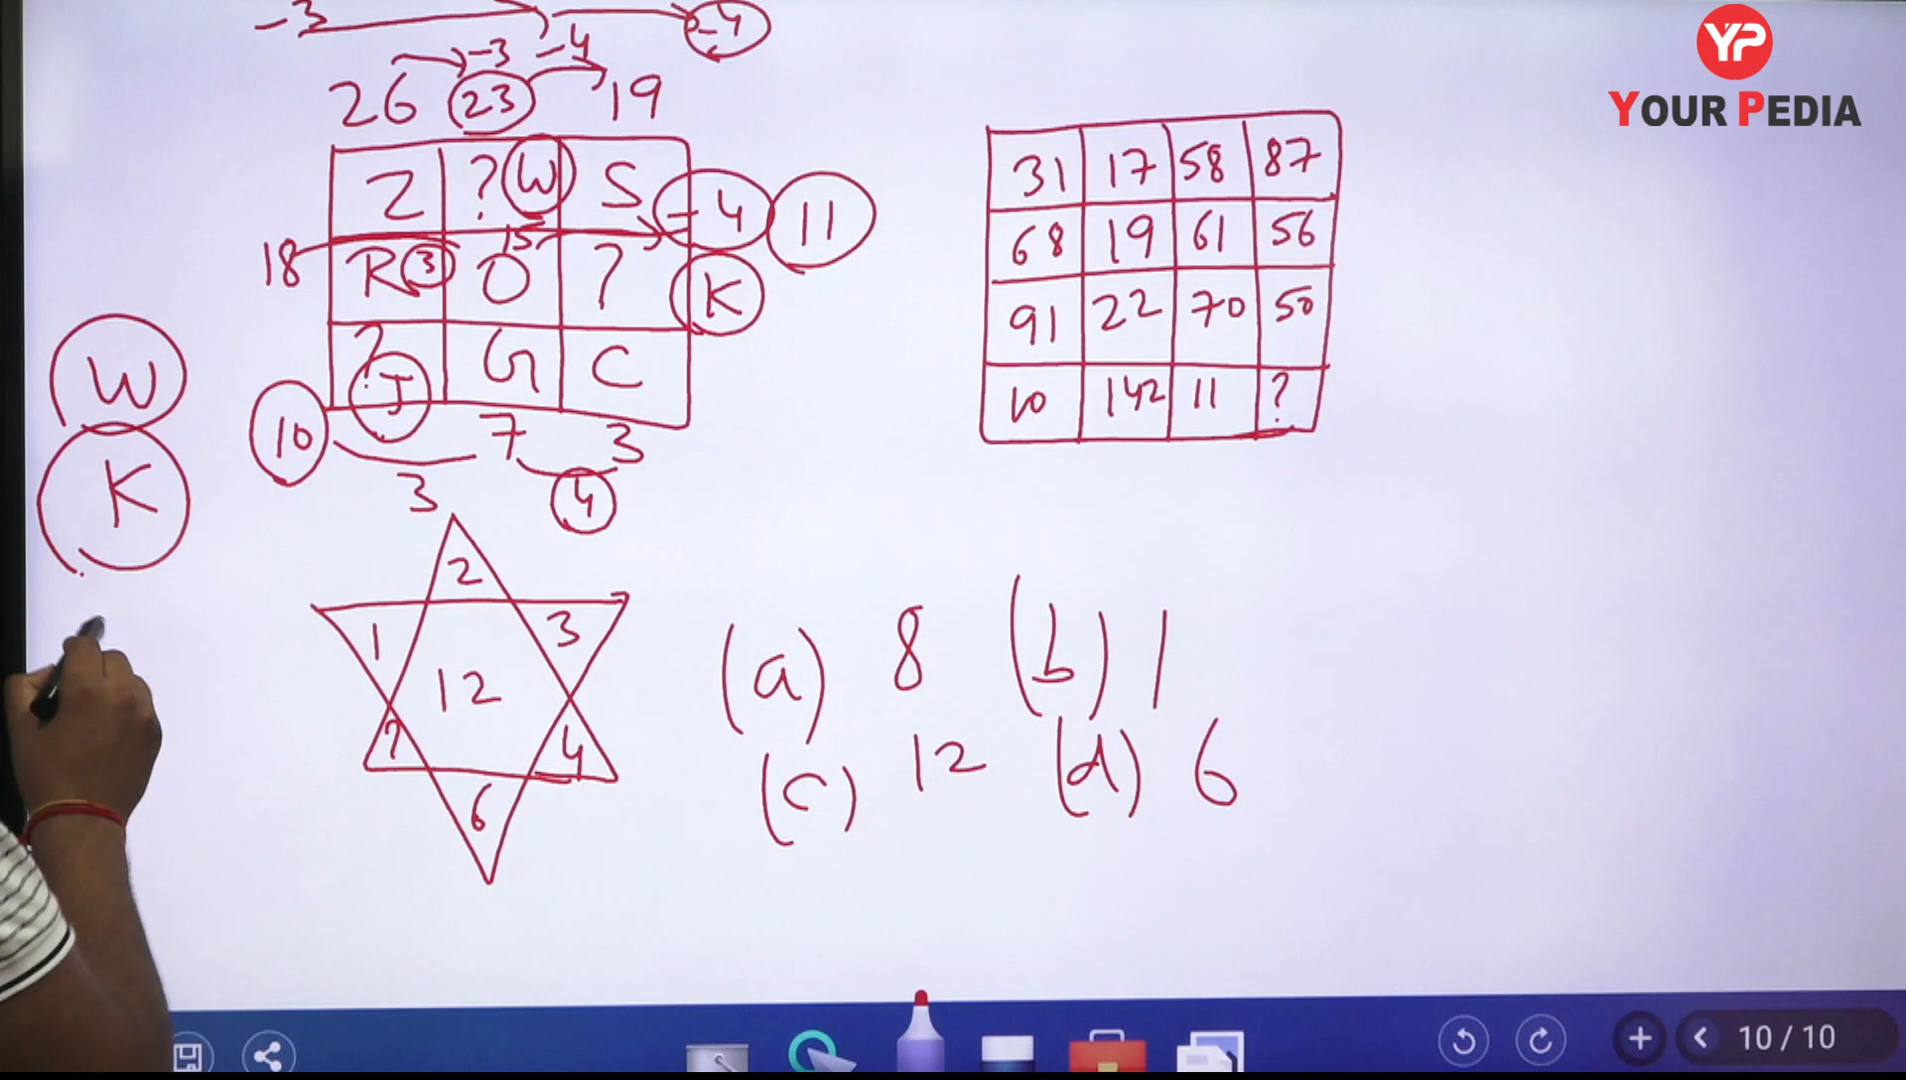 -3 -4
-3 -4
26 23 19
Z ? W S -4 11
18 R 3 15 O ? K
? J G C
10 7 3
3 4
W
K
2
1 3
12
? 4
6
31 17 58 87
68 19 61 56
91 22 70 50
10 142 11 ?
(a) 8 (b) 1
(c) 12 (d) 6
YP
YOUR PEDIA
10 / 10